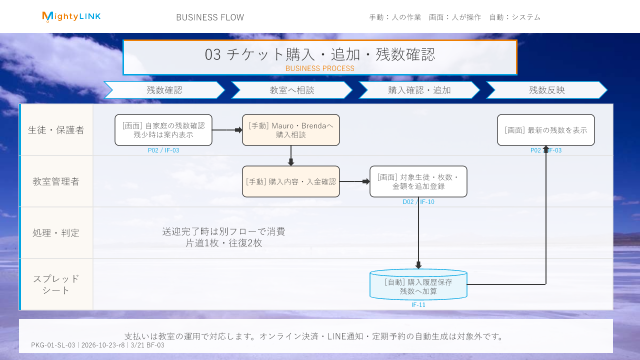 MightyLINK
BUSINESS FLOW
手動：人の作業　画面：人が操作　自動：システム
03 チケット購入・追加・残数確認
BUSINESS PROCESS
残数確認
教室へ相談
購入確認・追加
残数反映
生徒・保護者
[画面] 自家庭の残数確認
残少時は案内表示
P02 / IF-03
[手動] Mauro・Brendaへ
購入相談
[画面] 最新の残数を表示
P02 / IF-03
教室管理者
[手動] 購入内容・入金確認
[画面] 対象生徒・枚数・
金額を追加登録
D02 / IF-10
処理・判定
送迎完了時は別フローで消費
片道1枚・往復2枚
スプレッド
シート
[自動] 購入履歴保存
残数へ加算
IF-11
支払いは教室の運用で対応します。オンライン決済・LINE通知・定期予約の自動生成は対象外です。
PKG-01-SL-03 | 2026-10-23-r8 | 3/21 BF-03